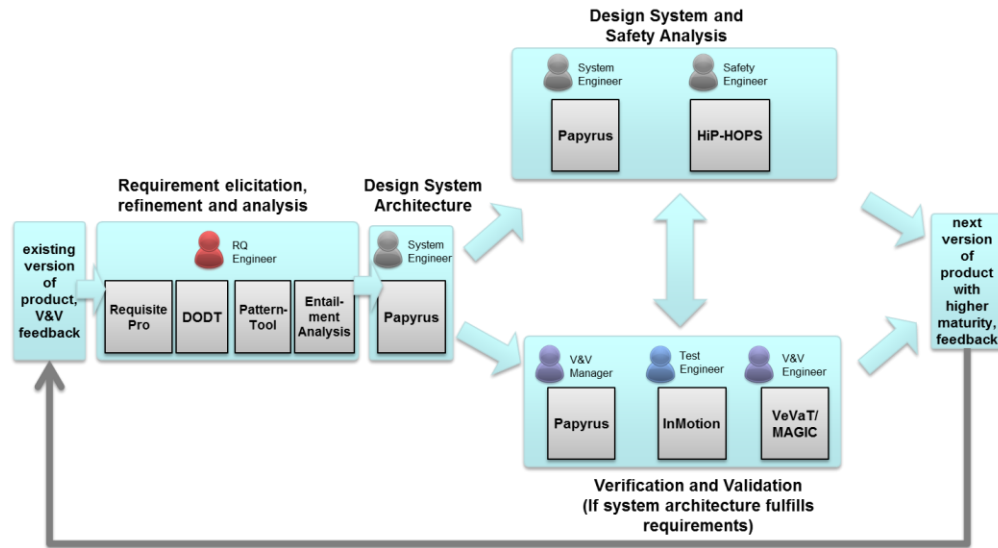 Design System and
Safety Analysis
System
Engineer
Safety
Engineer
Papyrus
HiP-HOPS
Requirement elicitation,
refinement and analysis
Design System
Architecture
existing
version
of
product,
V&V
feedback
RQ
Engineer
Requisite
Pro
DODT
Pattern-
Tool
Entail-
ment
Analysis
System
Engineer
Papyrus
next
version
of
product
with
higher
maturity,
feedback
V&V
Manager
Test
Engineer
V&V
Engineer
Papyrus
InMotion
VeVaT/
MAGIC
Verification and Validation
(If system architecture fulfills
requirements)